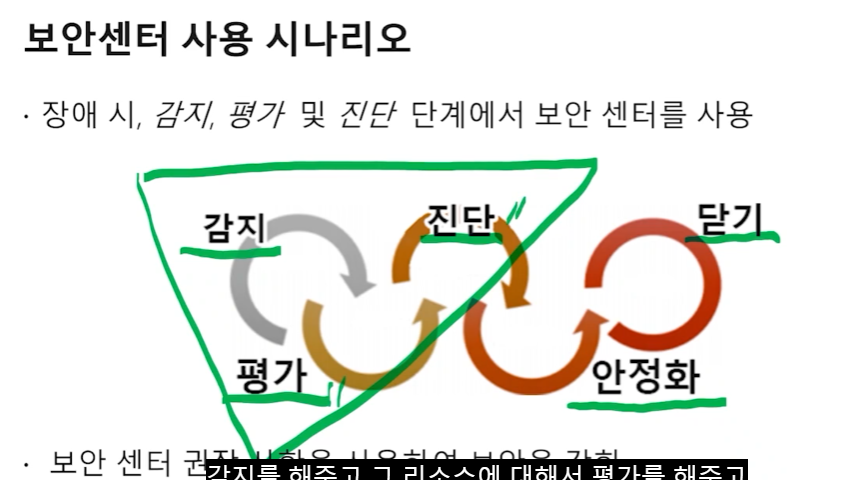 보안센터 사용 시나리오
· 장애 시, 감지, 평가 및 진단 단계에서 보안 센터를 사용
감지
진단
닫기
평가
안정화
· 보안 센터 권장 사항을 사용하여 보안을 강화
감지를 해주고 그 리소스에 대해서 평가를 해주고